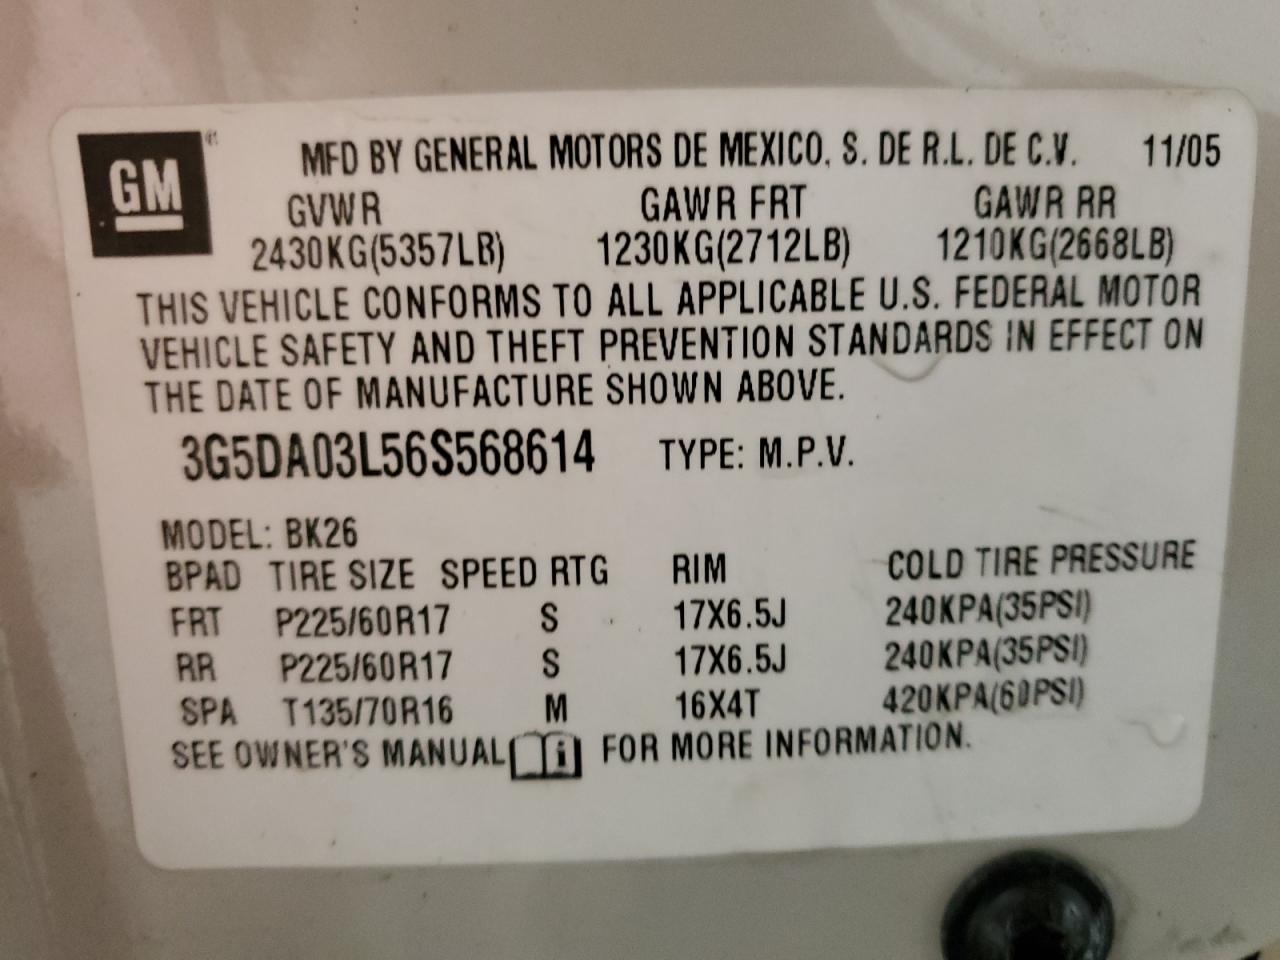 GM
MFD BY GENERAL MOTORS DE MEXICO, S. DE R.L. DE C.V. 11/05
GVWR GAWR FRT GAWR RR
2430KG(5357LB) 1230KG(2712LB) 1210KG(2668LB)
THIS VEHICLE CONFORMS TO ALL APPLICABLE U.S. FEDERAL MOTOR
VEHICLE SAFETY AND THEFT PREVENTION STANDARDS IN EFFECT ON
THE DATE OF MANUFACTURE SHOWN ABOVE.
3G5DA03L56S568614 TYPE: M.P.V.
MODEL: BK26
BPAD TIRE SIZE SPEED RTG RIM COLD TIRE PRESSURE
FRT P225/60R17 S 17X6.5J 240KPA(35PSI)
RR P225/60R17 S 17X6.5J 240KPA(35PSI)
SPA T135/70R16 M 16X4T 420KPA(60PSI)
SEE OWNER'S MANUAL i FOR MORE INFORMATION.